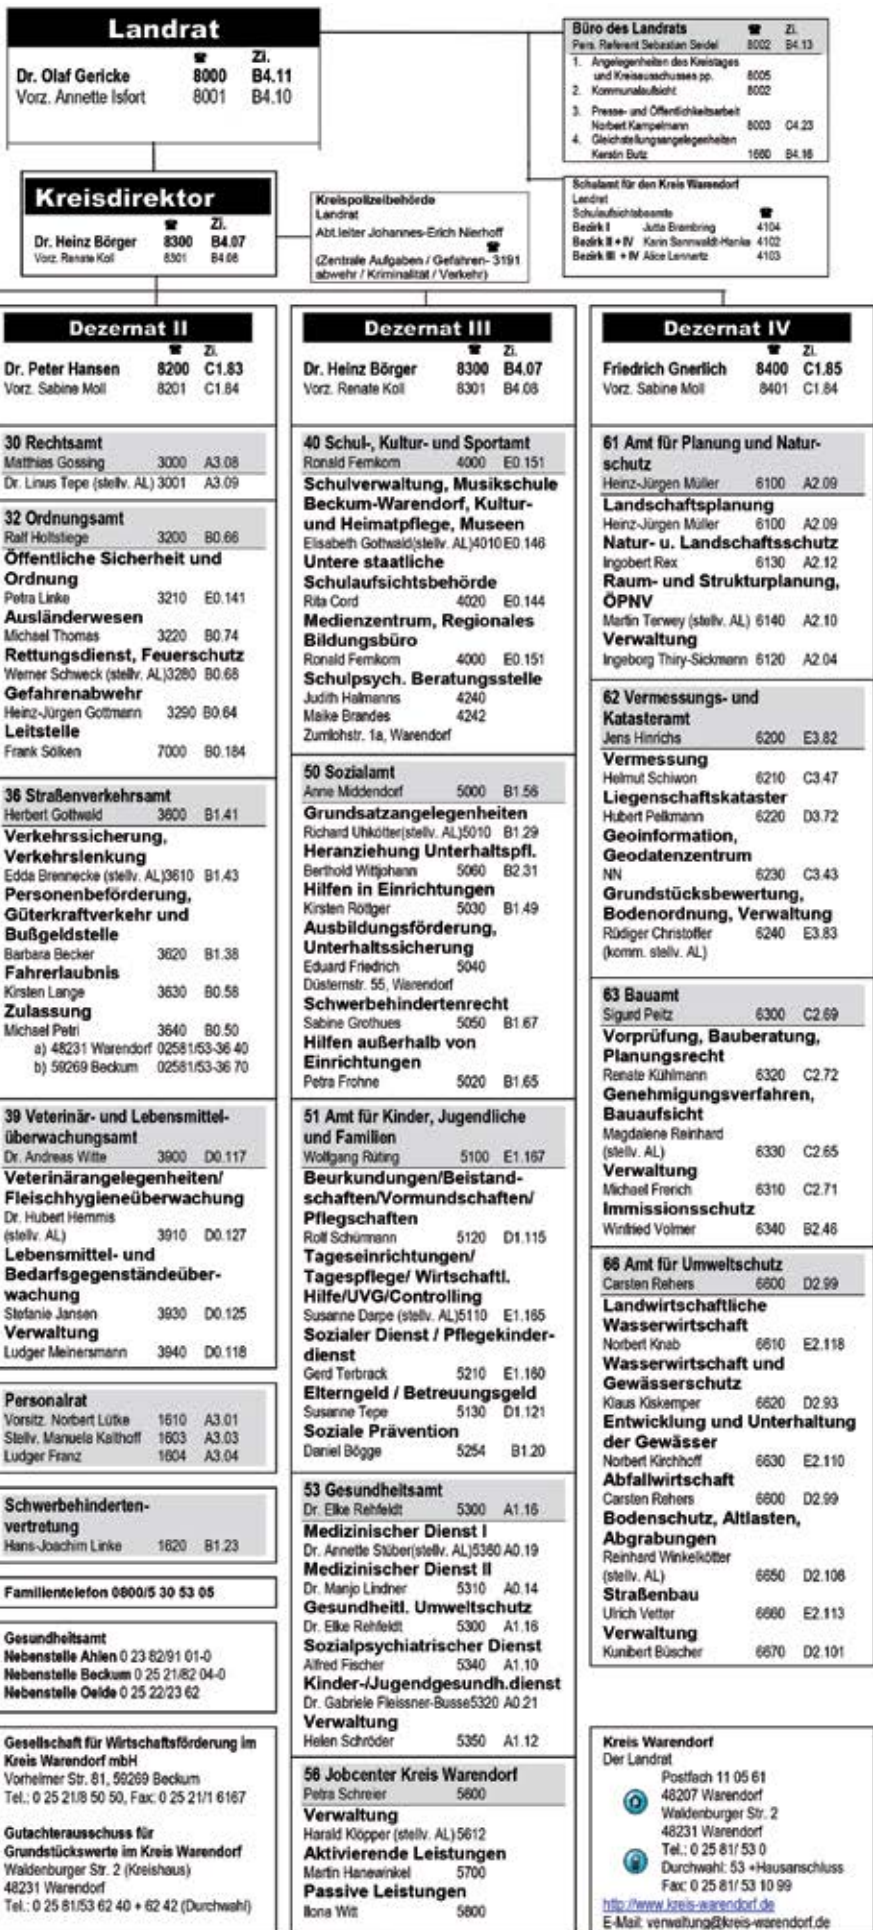 Landrat
☎ Zi.
Dr. Olaf Gericke 8000 B4.11
Vorz. Annette Isfort 8001 B4.10
Büro des Landrats ☎ Zi.
Pers. Referent Sebastian Seidel 8002 B4.13
1. Angelegenheiten des Kreistages
und Kreisausschusses pp. 8005
2. Kommunalaufsicht 8002
3. Presse- und Öffentlichkeitsarbeit
Norbert Kampelmann 8003 C4.23
4. Gleichstellungsangelegenheiten
Kerstin Butz 1660 B4.16
Kreisdirektor
☎ Zi.
Dr. Heinz Börger 8300 B4.07
Vorz. Renate Koll 8301 B4.08
Kreispolizeibehörde
Landrat
Abt.leiter Johannes-Erich Nierhoff
☎
(Zentrale Aufgaben / Gefahren- 3191
abwehr / Kriminalität / Verkehr)
Schulamt für den Kreis Warendorf
Landrat
Schulaufsichtsbeamte ☎
Bezirk I Jutta Brambring 4104
Bezirk II + IV Karin Sannwaldt-Hanke 4102
Bezirk III + IV Alice Lennartz 4103
Dezernat II
☎ Zi.
Dr. Peter Hansen 8200 C1.83
Vorz. Sabine Moll 8201 C1.84
30 Rechtsamt
Matthias Gossing 3000 A3.08
Dr. Linus Tepe (stellv. AL) 3001 A3.09
32 Ordnungsamt
Ralf Holtstiege 3200 B0.66
Öffentliche Sicherheit und
Ordnung
Petra Linke 3210 E0.141
Ausländerwesen
Michael Thomas 3220 B0.74
Rettungsdienst, Feuerschutz
Werner Schweck (stellv. AL)3280 B0.68
Gefahrenabwehr
Heinz-Jürgen Gottmann 3290 B0.64
Leitstelle
Frank Sölken 7000 B0.184
36 Straßenverkehrsamt
Herbert Gottwald 3600 B1.41
Verkehrssicherung,
Verkehrslenkung
Edda Brennecke (stellv. AL)3610 B1.43
Personenbeförderung,
Güterkraftverkehr und
Bußgeldstelle
Barbara Becker 3620 B1.38
Fahrerlaubnis
Kirsten Lange 3630 B0.58
Zulassung
Michael Petri 3640 B0.50
a) 48231 Warendorf 02581/53-36 40
b) 59269 Beckum 02581/53-36 70
39 Veterinär- und Lebensmittel-
überwachungsamt
Dr. Andreas Witte 3900 D0.117
Veterinärangelegenheiten/
Fleischhygieneüberwachung
Dr. Hubert Hemmis
(stellv. AL) 3910 D0.127
Lebensmittel- und
Bedarfsgegenständeüber-
wachung
Stefanie Jansen 3930 D0.125
Verwaltung
Ludger Meinersmann 3940 D0.118
Personalrat
Vorsitz. Norbert Lütke 1610 A3.01
Stellv. Manuela Kalthoff 1603 A3.03
Ludger Franz 1604 A3.04
Schwerbehinderten-
vertretung
Hans-Joachim Linke 1620 B1.23
Familientelefon 0800/5 30 53 05
Gesundheitsamt
Nebenstelle Ahlen 0 23 82/91 01-0
Nebenstelle Beckum 0 25 21/82 04-0
Nebenstelle Oelde 0 25 22/23 62
Gesellschaft für Wirtschaftsförderung im
Kreis Warendorf mbH
Vorhelmer Str. 81, 59269 Beckum
Tel.: 0 25 21/8 50 50, Fax: 0 25 21/1 6167
Gutachterausschuss für
Grundstückswerte im Kreis Warendorf
Waldenburger Str. 2 (Kreishaus)
48231 Warendorf
Tel.: 0 25 81/53 62 40 + 62 42 (Durchwahl)
Dezernat III
☎ Zi.
Dr. Heinz Börger 8300 B4.07
Vorz. Renate Koll 8301 B4.08
40 Schul-, Kultur- und Sportamt
Ronald Femkorn 4000 E0.151
Schulverwaltung, Musikschule
Beckum-Warendorf, Kultur-
und Heimatpflege, Museen
Elisabeth Gottwald(stellv. AL)4010 E0.146
Untere staatliche
Schulaufsichtsbehörde
Rita Cord 4020 E0.144
Medienzentrum, Regionales
Bildungsbüro
Ronald Femkorn 4000 E0.151
Schulpsych. Beratungsstelle
Judith Halmanns 4240
Maike Brandes 4242
Zumlohstr. 1a, Warendorf
50 Sozialamt
Anne Middendorf 5000 B1.56
Grundsatzangelegenheiten
Richard Uhkötter(stellv. AL)5010 B1.29
Heranziehung Unterhaltspfl.
Berthold Wittjohann 5060 B2.31
Hilfen in Einrichtungen
Kirsten Röttger 5030 B1.49
Ausbildungsförderung,
Unterhaltssicherung
Eduard Friedrich 5040
Düsternstr. 55, Warendorf
Schwerbehindertenrecht
Sabine Grothues 5050 B1.67
Hilfen außerhalb von
Einrichtungen
Petra Frohne 5020 B1.65
51 Amt für Kinder, Jugendliche
und Familien
Wolfgang Rüting 5100 E1.167
Beurkundungen/Beistand-
schaften/Vormundschaften/
Pflegschaften
Rolf Schürmann 5120 D1.115
Tageseinrichtungen/
Tagespflege/ Wirtschaftl.
Hilfe/UVG/Controlling
Susanne Darpe (stellv. AL)5110 E1.165
Sozialer Dienst / Pflegekinder-
dienst
Gerd Terbrack 5210 E1.160
Elterngeld / Betreuungsgeld
Susanne Tepe 5130 D1.121
Soziale Prävention
Daniel Bögge 5254 B1.20
53 Gesundheitsamt
Dr. Elke Rehfeldt 5300 A1.16
Medizinischer Dienst I
Dr. Annette Stüber(stellv. AL)5360 A0.19
Medizinischer Dienst II
Dr. Manjo Lindner 5310 A0.14
Gesundheitl. Umweltschutz
Dr. Elke Rehfeldt 5300 A1.16
Sozialpsychiatrischer Dienst
Alfred Fischer 5340 A1.10
Kinder-/Jugendgesundh.dienst
Dr. Gabriele Fleissner-Busse5320 A0.21
Verwaltung
Helen Schröder 5350 A1.12
56 Jobcenter Kreis Warendorf
Petra Schreier 5600
Verwaltung
Harald Klöpper (stellv. AL)5612
Aktivierende Leistungen
Martin Hanewinkel 5700
Passive Leistungen
Ilona Witt 5800
Dezernat IV
☎ Zi.
Friedrich Gnerlich 8400 C1.85
Vorz. Sabine Moll 8401 C1.84
61 Amt für Planung und Natur-
schutz
Heinz-Jürgen Müller 6100 A2.09
Landschaftsplanung
Heinz-Jürgen Müller 6100 A2.09
Natur- u. Landschaftsschutz
Ingobert Rex 6130 A2.12
Raum- und Strukturplanung,
ÖPNV
Martin Terwey (stellv. AL) 6140 A2.10
Verwaltung
Ingeborg Thiry-Sickmann 6120 A2.04
62 Vermessungs- und
Katasteramt
Jens Hinrichs 6200 E3.82
Vermessung
Helmut Schiwon 6210 C3.47
Liegenschaftskataster
Hubert Pelkmann 6220 D3.72
Geoinformation,
Geodatenzentrum
NN 6230 C3.43
Grundstücksbewertung,
Bodenordnung, Verwaltung
Rüdiger Christoffer 6240 E3.83
(komm. stellv. AL)
63 Bauamt
Sigurd Peitz 6300 C2.69
Vorprüfung, Bauberatung,
Planungsrecht
Renate Kühlmann 6320 C2.72
Genehmigungsverfahren,
Bauaufsicht
Magdalene Reinhard
(stellv. AL) 6330 C2.65
Verwaltung
Michael Frerich 6310 C2.71
Immissionsschutz
Winfried Volmer 6340 B2.46
66 Amt für Umweltschutz
Carsten Rehers 6600 D2.99
Landwirtschaftliche
Wasserwirtschaft
Norbert Knab 6610 E2.118
Wasserwirtschaft und
Gewässerschutz
Klaus Kiskemper 6620 D2.93
Entwicklung und Unterhaltung
der Gewässer
Norbert Kirchhoff 6630 E2.110
Abfallwirtschaft
Carsten Rehers 6600 D2.99
Bodenschutz, Altlasten,
Abgrabungen
Reinhard Winkelkötter
(stellv. AL) 6650 D2.108
Straßenbau
Ulrich Vetter 6660 E2.113
Verwaltung
Kunibert Büscher 6670 D2.101
Kreis Warendorf
Der Landrat
Postfach 11 05 61
48207 Warendorf
Waldenburger Str. 2
48231 Warendorf
Tel.: 0 25 81/ 53 0
Durchwahl: 53 +Hausanschluss
Fax: 0 25 81/ 53 10 99
http://www.kreis-warendorf.de
E-Mail: verwaltung@kreis-warendorf.de